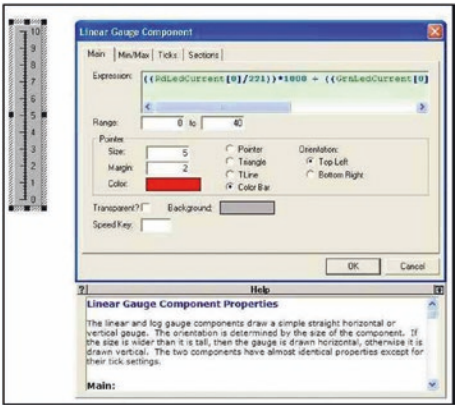 10
9
8
7
6
5
4
3
2
1
0
Linear Gauge Component
Main Min/Max Ticks Sections
Expression: ((RdLedCurrent[0]/221))*1000 + ((GrnLedCurrent[0]
Range: 0 to 40
Pointer
Size: 5 Pointer Orientation:
Margin: 2 Triangle Top-Left
Color: TLine Bottom Right
Color Bar
Transparent? Background:
Speed Key:
OK Cancel
? Help
Linear Gauge Component Properties
The linear and log gauge components draw a simple straight horizontal or
vertical gauge. The orientation is determined by the size of the component. If
the size is wider than it is tall, then the gauge is drawn horizontal, otherwise it is
drawn vertical. The two components have almost identical properties except for
their tick settings.
Main: